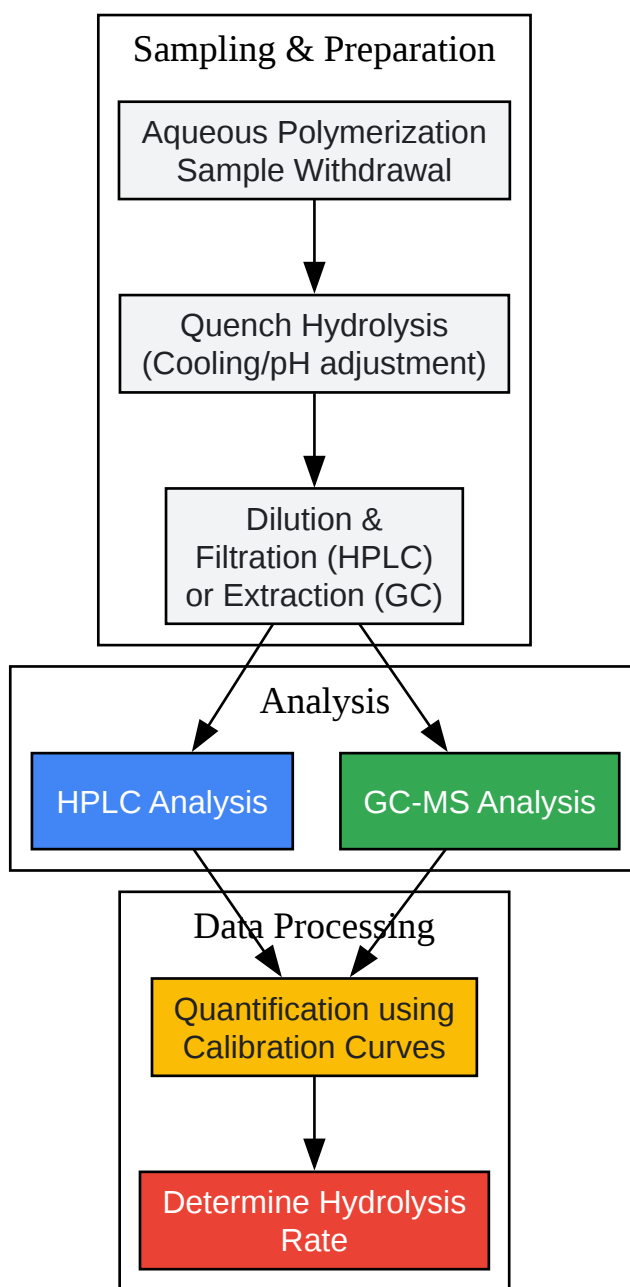 Sampling & Preparation
Aqueous Polymerization
Sample Withdrawal
Quench Hydrolysis
(Cooling/pH adjustment)
Dilution &
Filtration (HPLC)
or Extraction (GC)
Analysis
HPLC Analysis
GC-MS Analysis
Data Processing
Quantification using
Calibration Curves
Determine Hydrolysis
Rate